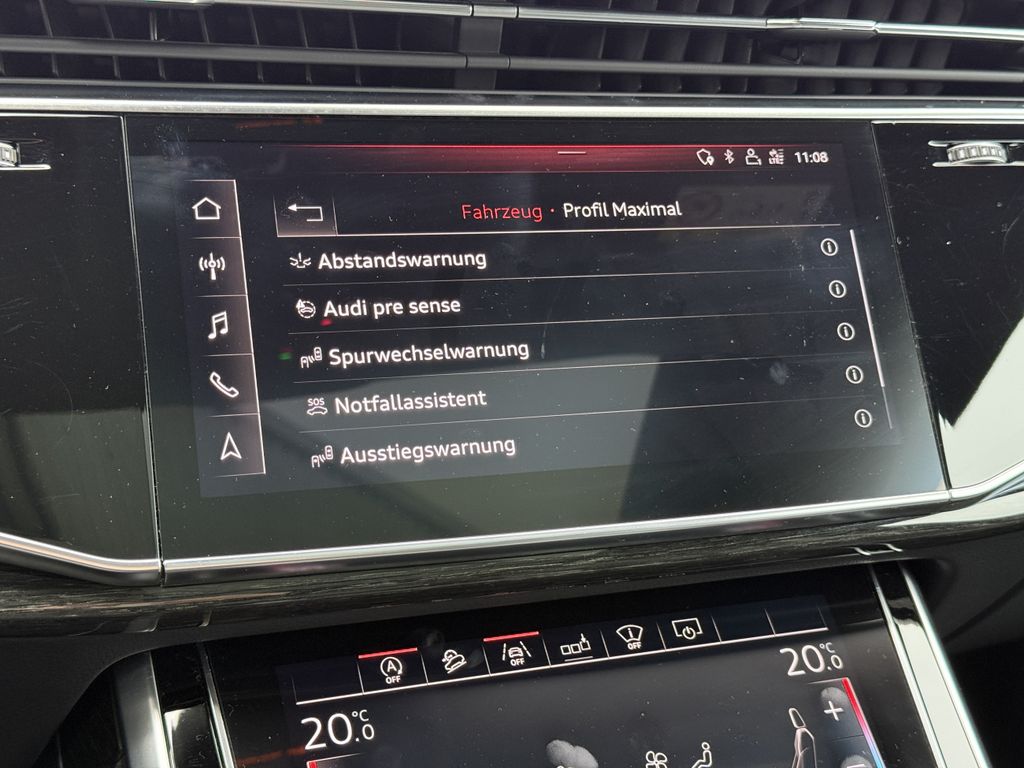 11:08
Fahrzeug · Profil Maximal
Abstandswarnung
Audi pre sense
Spurwechselwarnung
SOS Notfallassistent
Ausstiegswarnung
A OFF
OFF
OFF
20.0 °C
20.0 °C